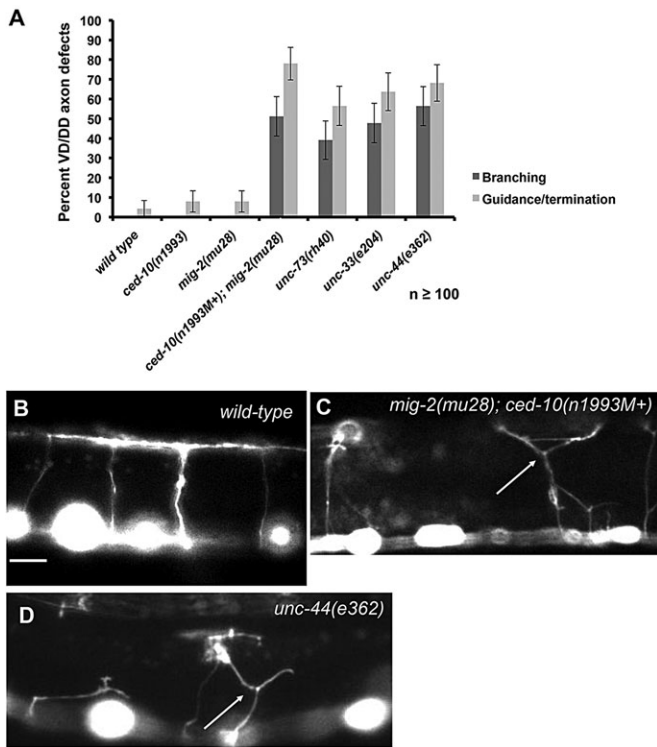 A
Percent VD/DD axon defects
100
90
80
70
60
50
40
30
20
10
0
wild type
ced-10(n1993)
mig-2(mu28)
ced-10(n1993M+); mig-2(mu28)
unc-73(rh40)
unc-33(e204)
unc-44(e362)
Branching
Guidance/termination
n ≥ 100
B
wild-type
C
mig-2(mu28); ced-10(n1993M+)
D
unc-44(e362)